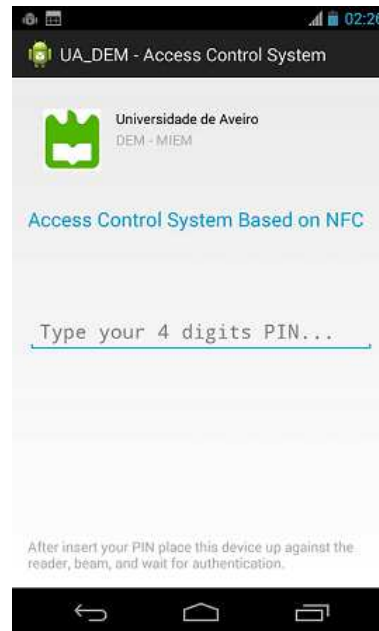 02:26
UA_DEM - Access Control System
Universidade de Aveiro
DEM - MIEM
Access Control System Based on NFC
Type your 4 digits PIN...
After insert your PIN place this device up against the
reader, beam, and wait for authentication.